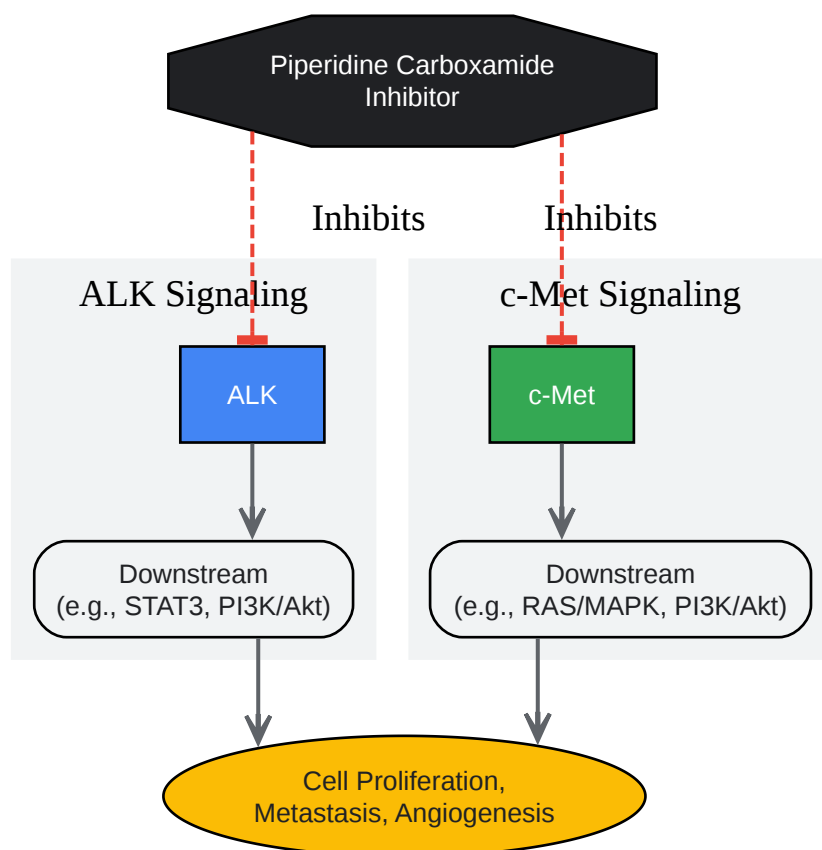 Piperidine Carboxamide
Inhibitor
Inhibits
Inhibits
ALK Signaling
c-Met Signaling
ALK
c-Met
Downstream
(e.g., STAT3, PI3K/Akt)
Downstream
(e.g., RAS/MAPK, PI3K/Akt)
Cell Proliferation,
Metastasis, Angiogenesis